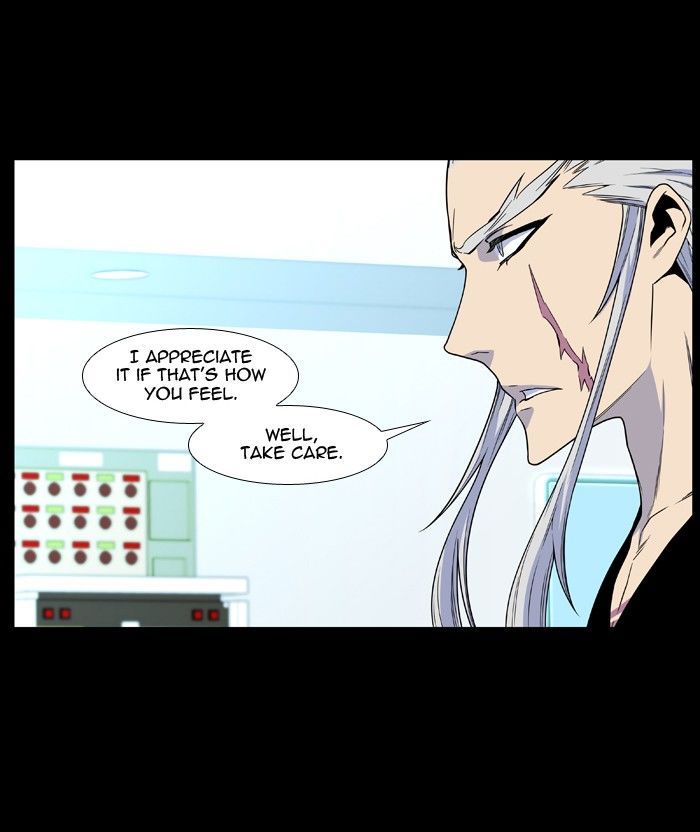 I APPRECIATE
IT IF THAT'S HOW
YOU FEEL.
WELL,
TAKE CARE.